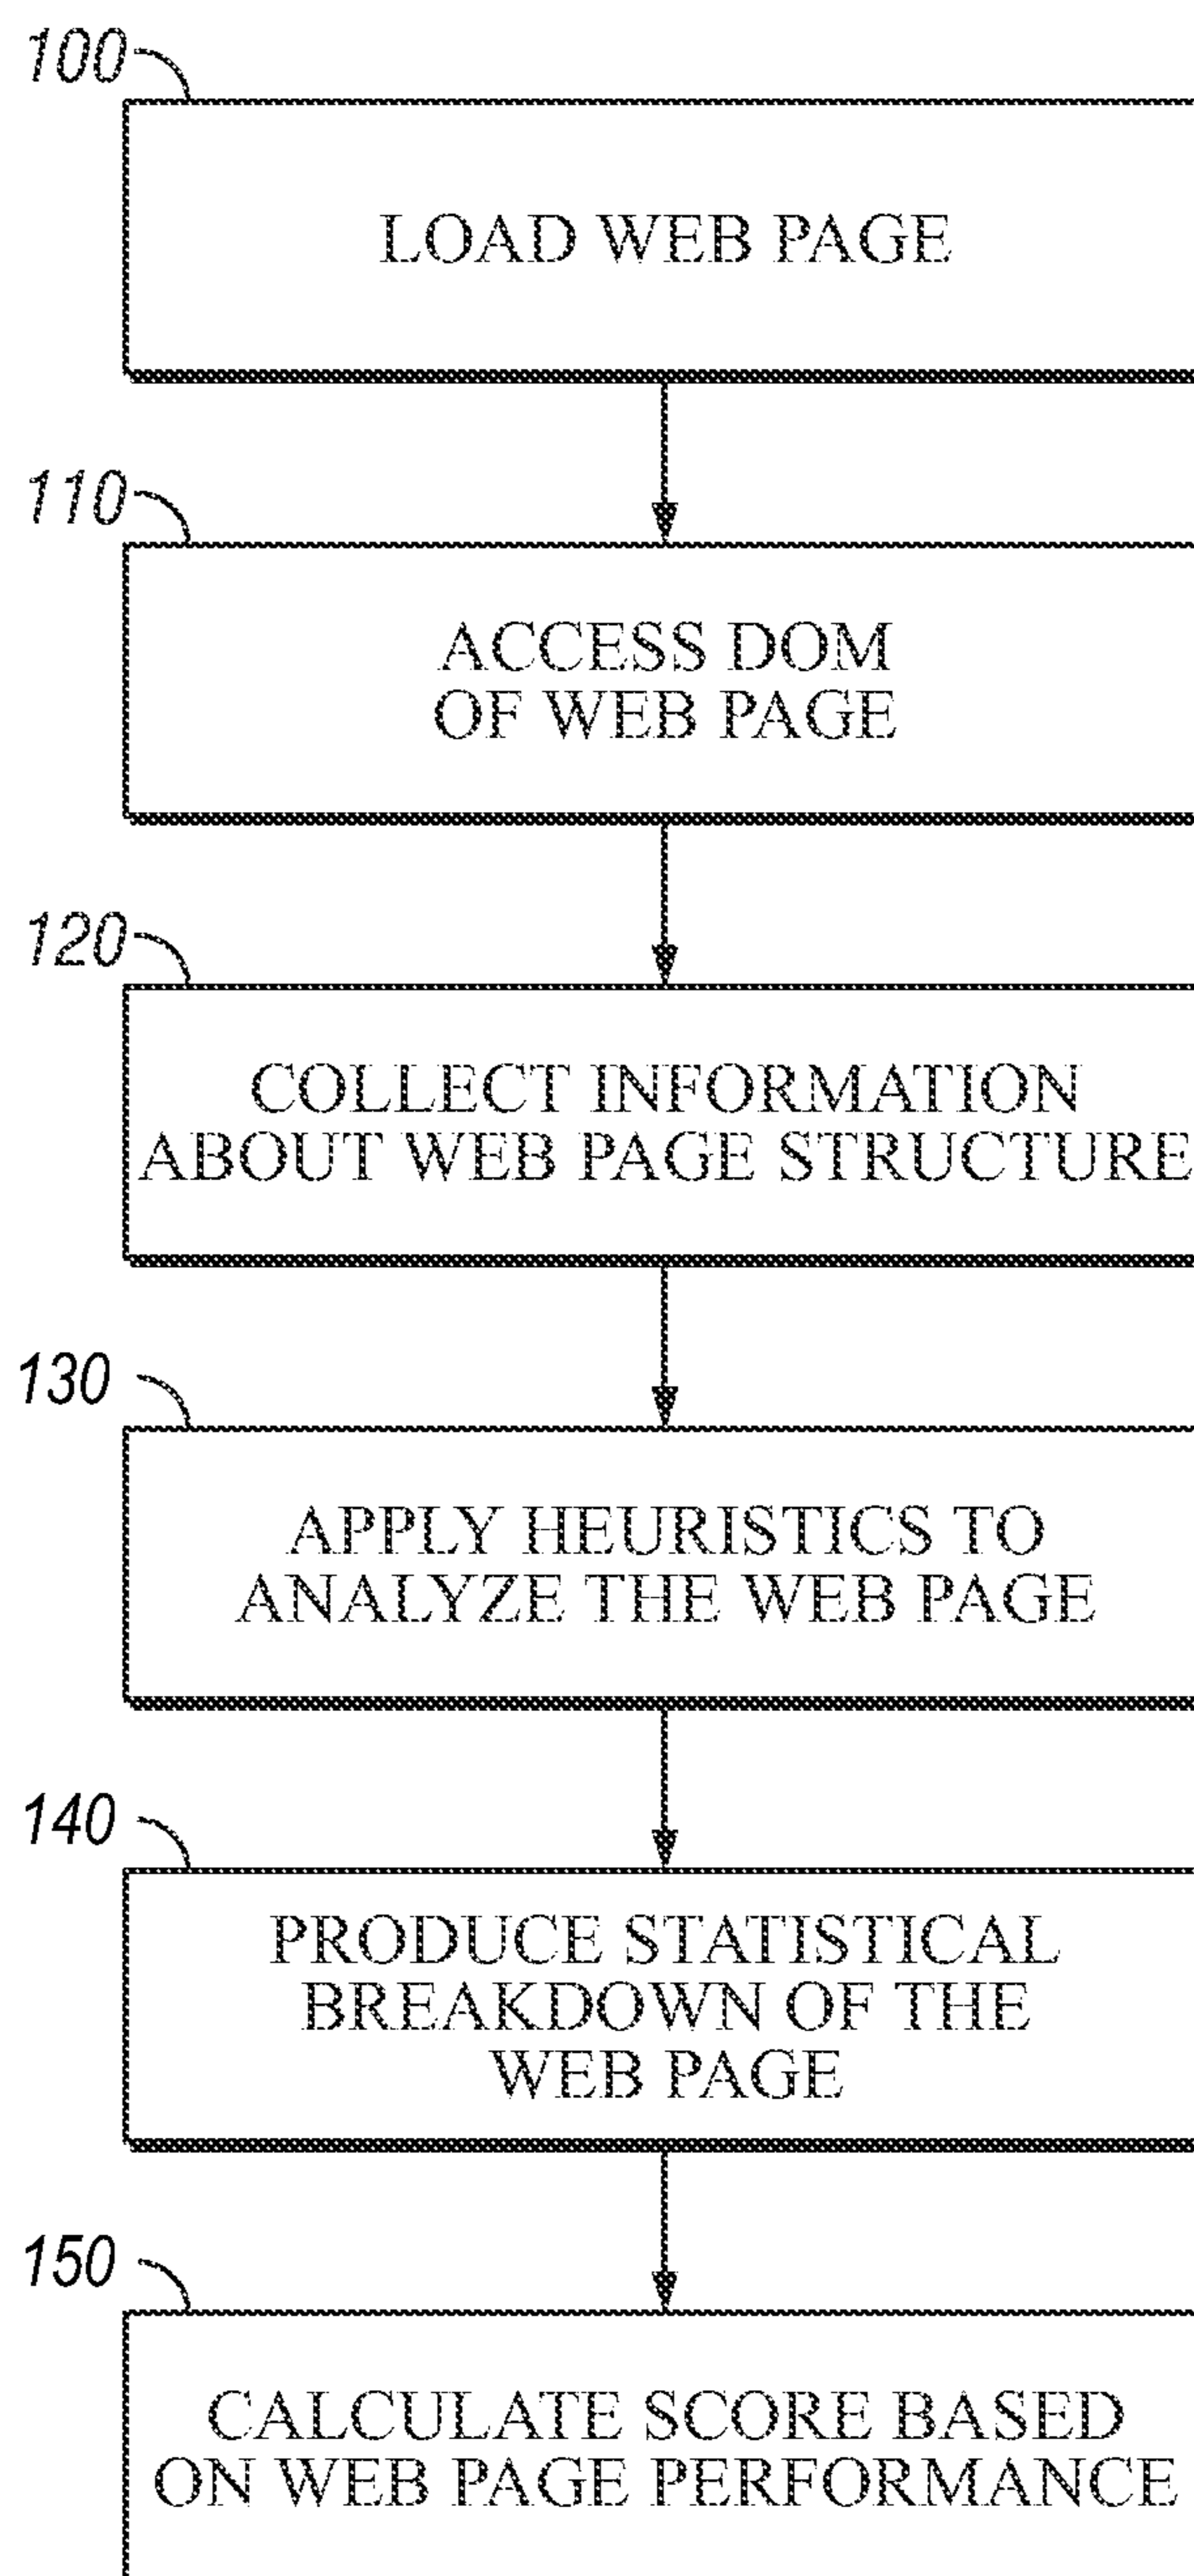 100
LOAD WEB PAGE
110
ACCESS DOM
OF WEB PAGE
120
COLLECT INFORMATION
ABOUT WEB PAGE STRUCTURE
130
APPLY HEURISTICS TO
ANALYZE THE WEB PAGE
140
PRODUCE STATISTICAL
BREAKDOWN OF THE
WEB PAGE
150
CALCULATE SCORE BASED
ON WEB PAGE PERFORMANCE